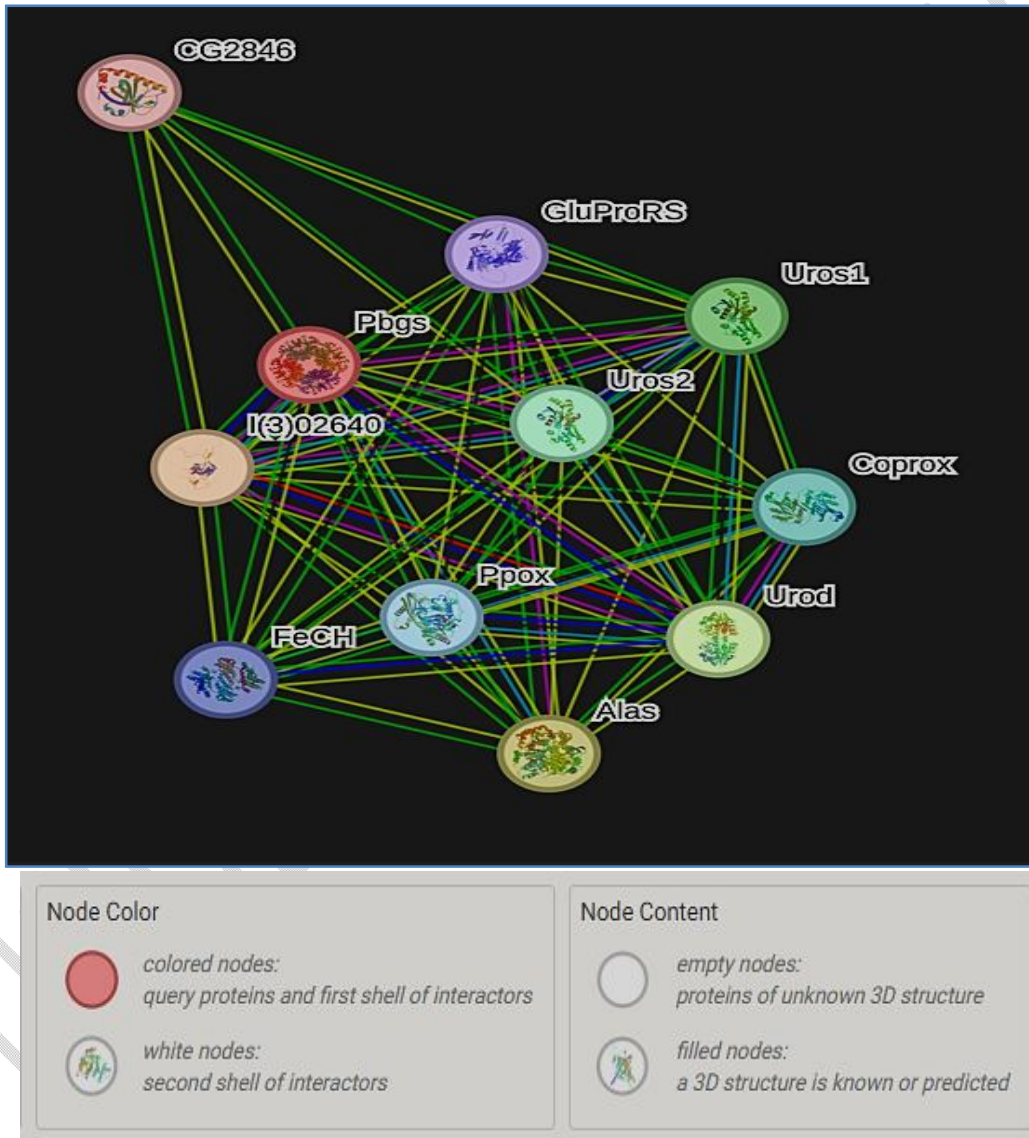 CG2846
GluProRS
Uros1
Pbgs
Uros2
l(3)02640
Coprox
Ppox
Urod
FeCH
Alas
Node Color
colored nodes:
query proteins and first shell of interactors
white nodes:
second shell of interactors
Node Content
empty nodes:
proteins of unknown 3D structure
filled nodes:
a 3D structure is known or predicted